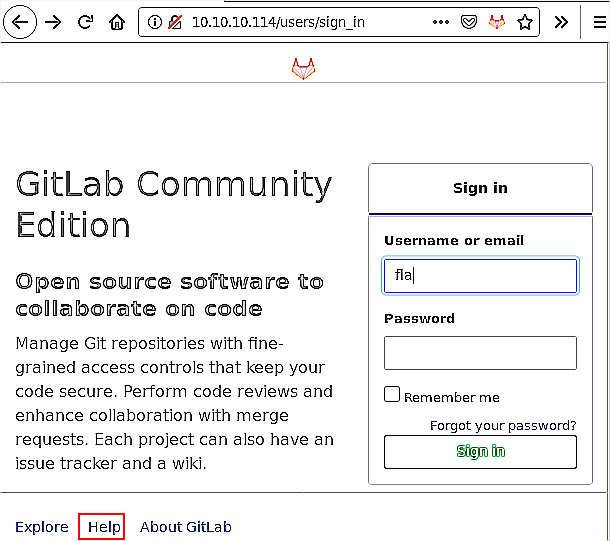 10.10.10.114/users/sign_in
GitLab Community
Edition
Open source software to
collaborate on code
Manage Git repositories with fine-
grained access controls that keep your
code secure. Perform code reviews and
enhance collaboration with merge
requests. Each project can also have an
issue tracker and a wiki.
Sign in
Username or email
fla
Password
Remember me
Forgot your password?
Sign in
Explore Help About GitLab